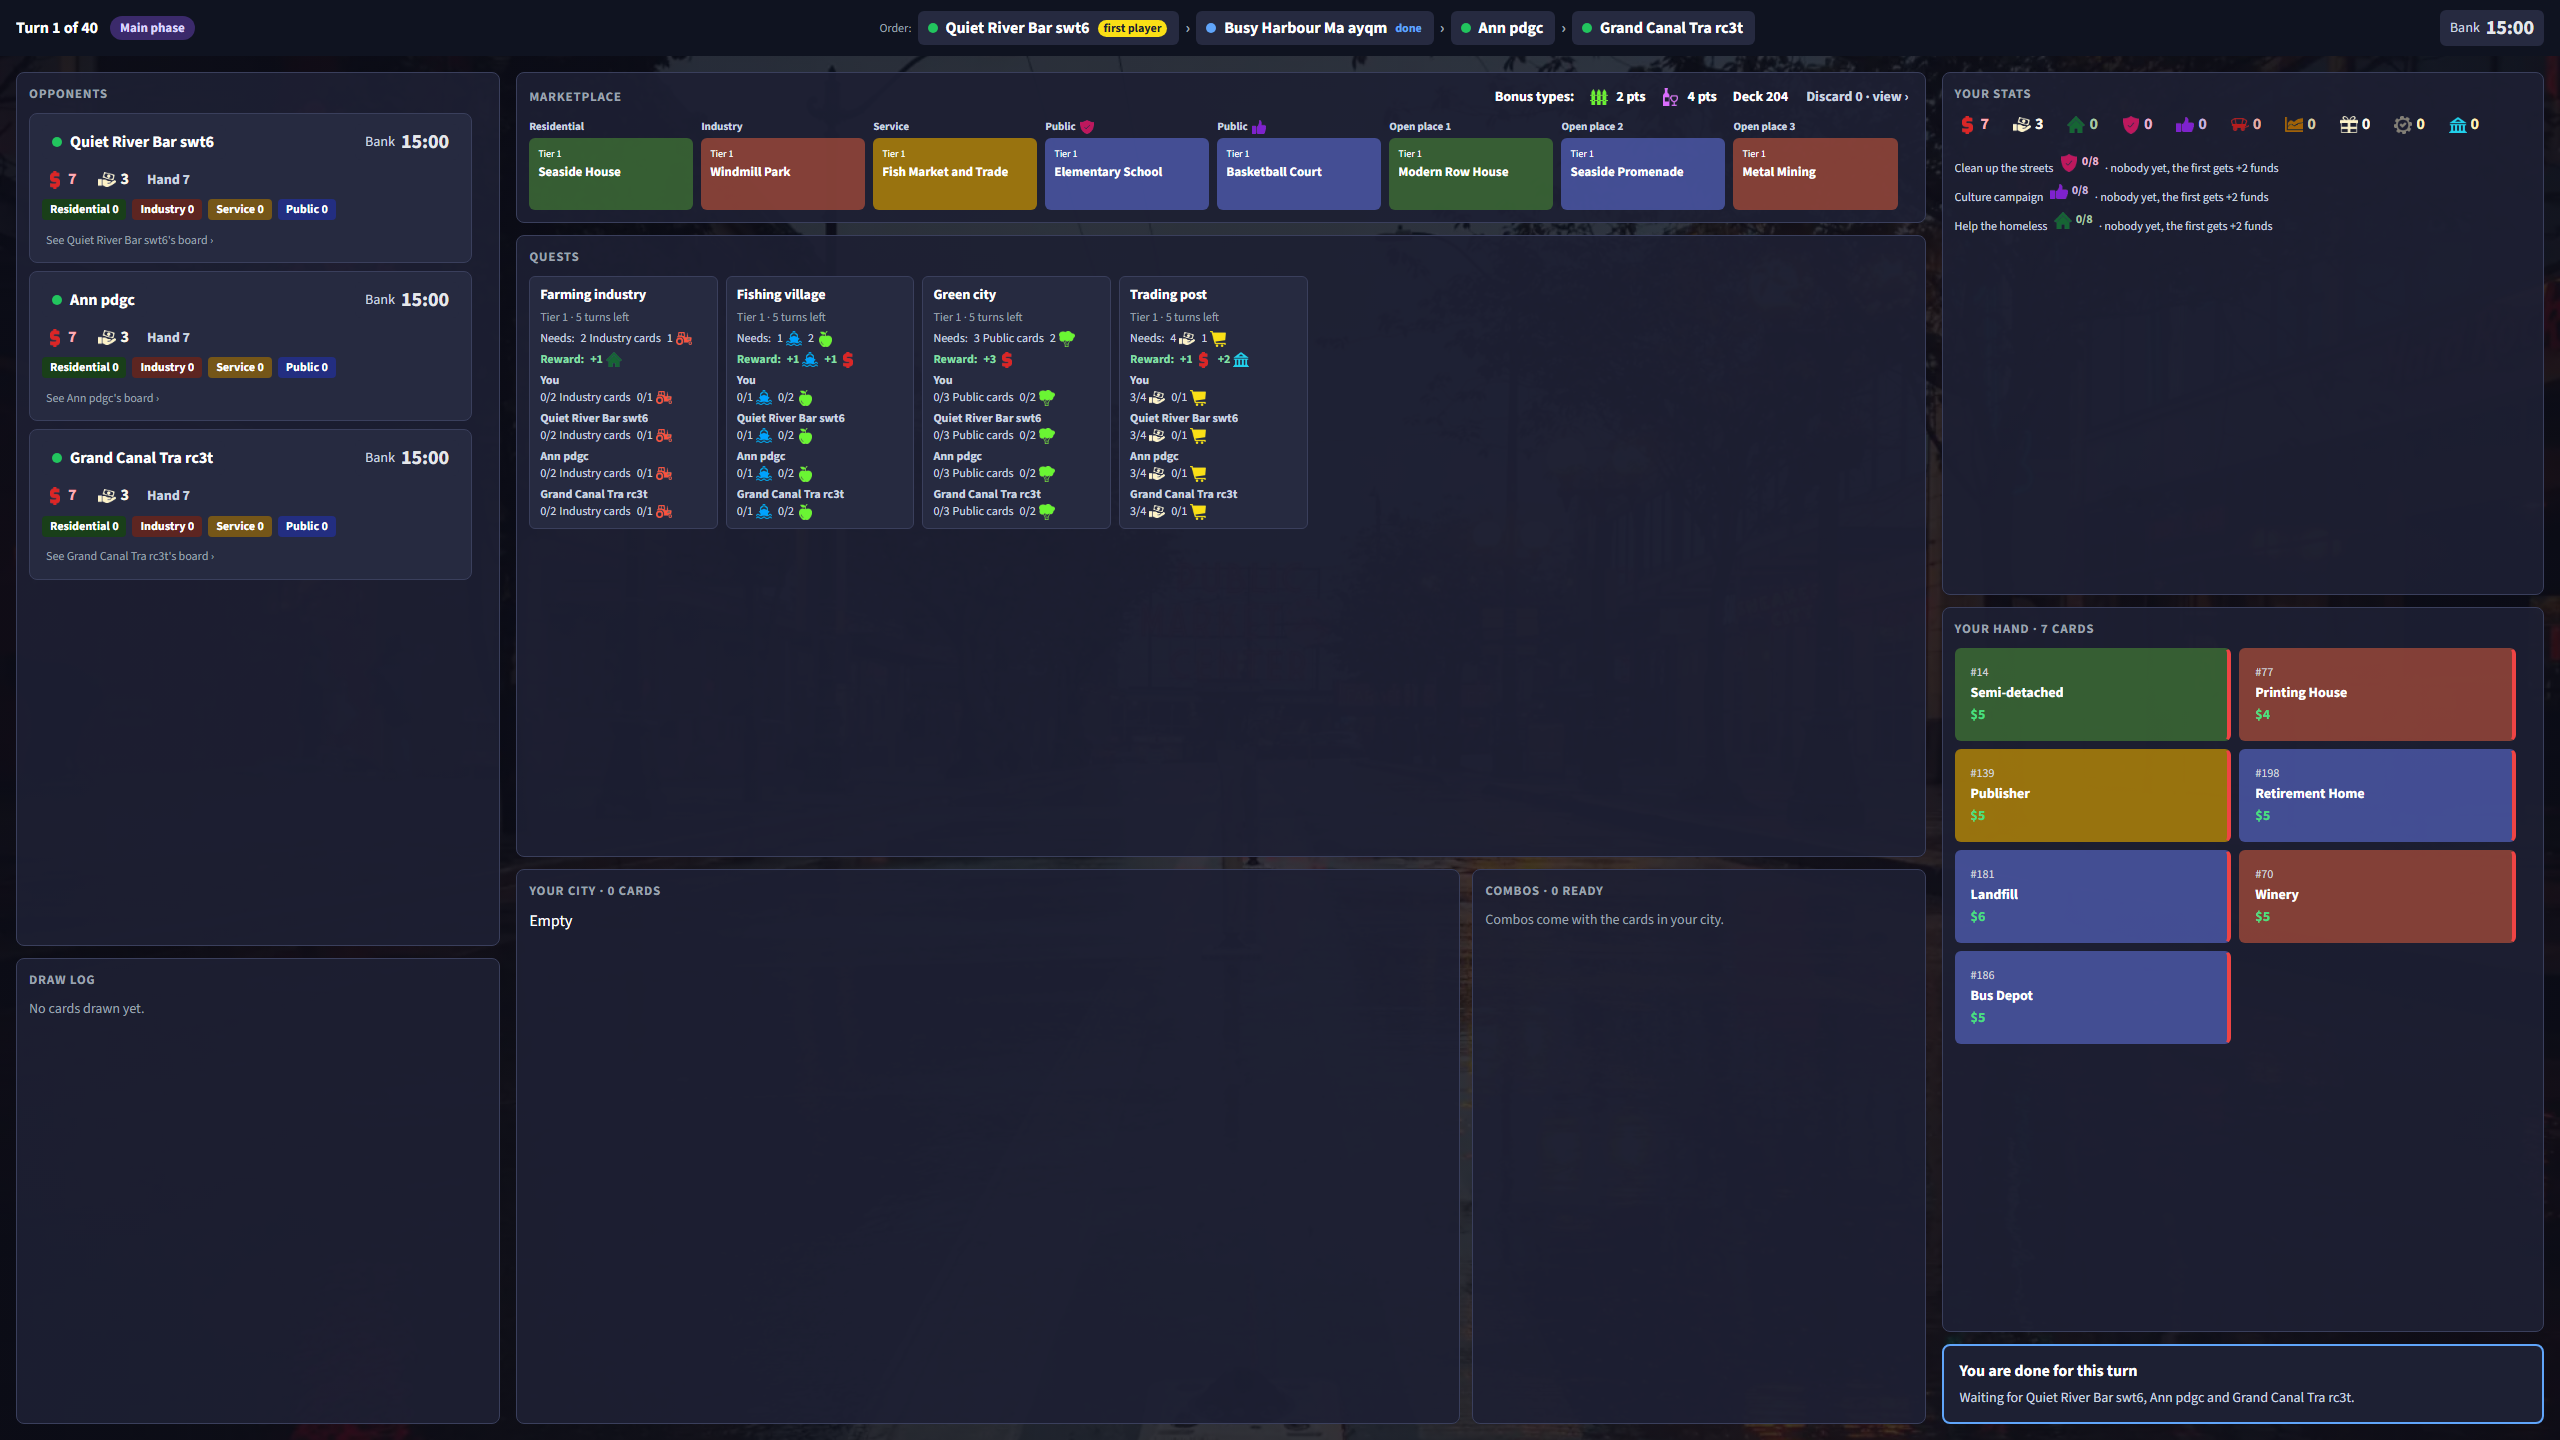 Turn 1 of 40 Main phase
Order: Quiet River Bar swt6 first player › Busy Harbour Ma ayqm done › Ann pdgc › Grand Canal Tra rc3t
Bank 15:00
OPPONENTS
Quiet River Bar swt6 Bank 15:00
7 3 Hand 7
Residential 0 Industry 0 Service 0 Public 0
See Quiet River Bar swt6's board ›
Ann pdgc Bank 15:00
7 3 Hand 7
Residential 0 Industry 0 Service 0 Public 0
See Ann pdgc's board ›
Grand Canal Tra rc3t Bank 15:00
7 3 Hand 7
Residential 0 Industry 0 Service 0 Public 0
See Grand Canal Tra rc3t's board ›
DRAW LOG
No cards drawn yet.
MARKETPLACE
Bonus types: 2 pts 4 pts Deck 204 Discard 0 · view ›
Residential Industry Service Public Public Open place 1 Open place 2 Open place 3
Tier 1 Tier 1 Tier 1 Tier 1 Tier 1 Tier 1 Tier 1 Tier 1
Seaside House Windmill Park Fish Market and Trade Elementary School Basketball Court Modern Row House Seaside Promenade Metal Mining
QUESTS
Farming industry
Tier 1 · 5 turns left
Needs: 2 Industry cards 1
Reward: +1
You
0/2 Industry cards 0/1
Quiet River Bar swt6
0/2 Industry cards 0/1
Ann pdgc
0/2 Industry cards 0/1
Grand Canal Tra rc3t
0/2 Industry cards 0/1
Fishing village
Tier 1 · 5 turns left
Needs: 1 2
Reward: +1 +1
You
0/1 0/2
Quiet River Bar swt6
0/1 0/2
Ann pdgc
0/1 0/2
Grand Canal Tra rc3t
0/1 0/2
Green city
Tier 1 · 5 turns left
Needs: 3 Public cards 2
Reward: +3
You
0/3 Public cards 0/2
Quiet River Bar swt6
0/3 Public cards 0/2
Ann pdgc
0/3 Public cards 0/2
Grand Canal Tra rc3t
0/3 Public cards 0/2
Trading post
Tier 1 · 5 turns left
Needs: 4 1
Reward: +1 +2
You
3/4 0/1
Quiet River Bar swt6
3/4 0/1
Ann pdgc
3/4 0/1
Grand Canal Tra rc3t
3/4 0/1
YOUR CITY · 0 CARDS
Empty
COMBOS · 0 READY
Combos come with the cards in your city.
YOUR STATS
7 3 0 0 0 0 0 0 0 0
Clean up the streets 0/8 · nobody yet, the first gets +2 funds
Culture campaign 0/8 · nobody yet, the first gets +2 funds
Help the homeless 0/8 · nobody yet, the first gets +2 funds
YOUR HAND · 7 CARDS
#14
Semi-detached
$5
#77
Printing House
$4
#139
Publisher
$5
#198
Retirement Home
$5
#181
Landfill
$6
#70
Winery
$5
#186
Bus Depot
$5
You are done for this turn
Waiting for Quiet River Bar swt6, Ann pdgc and Grand Canal Tra rc3t.